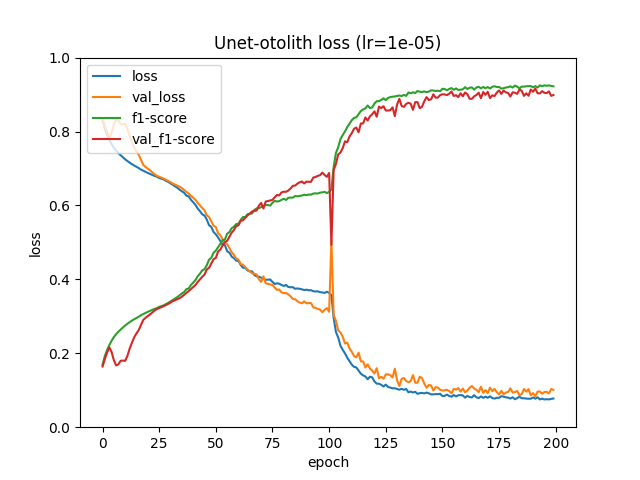 Unet-otolith loss (lr=1e-05)
loss
val_loss
f1-score
val_f1-score
1.0
0.8
0.6
0.4
0.2
0.0
loss
0 25 50 75 100 125 150 175 200
epoch